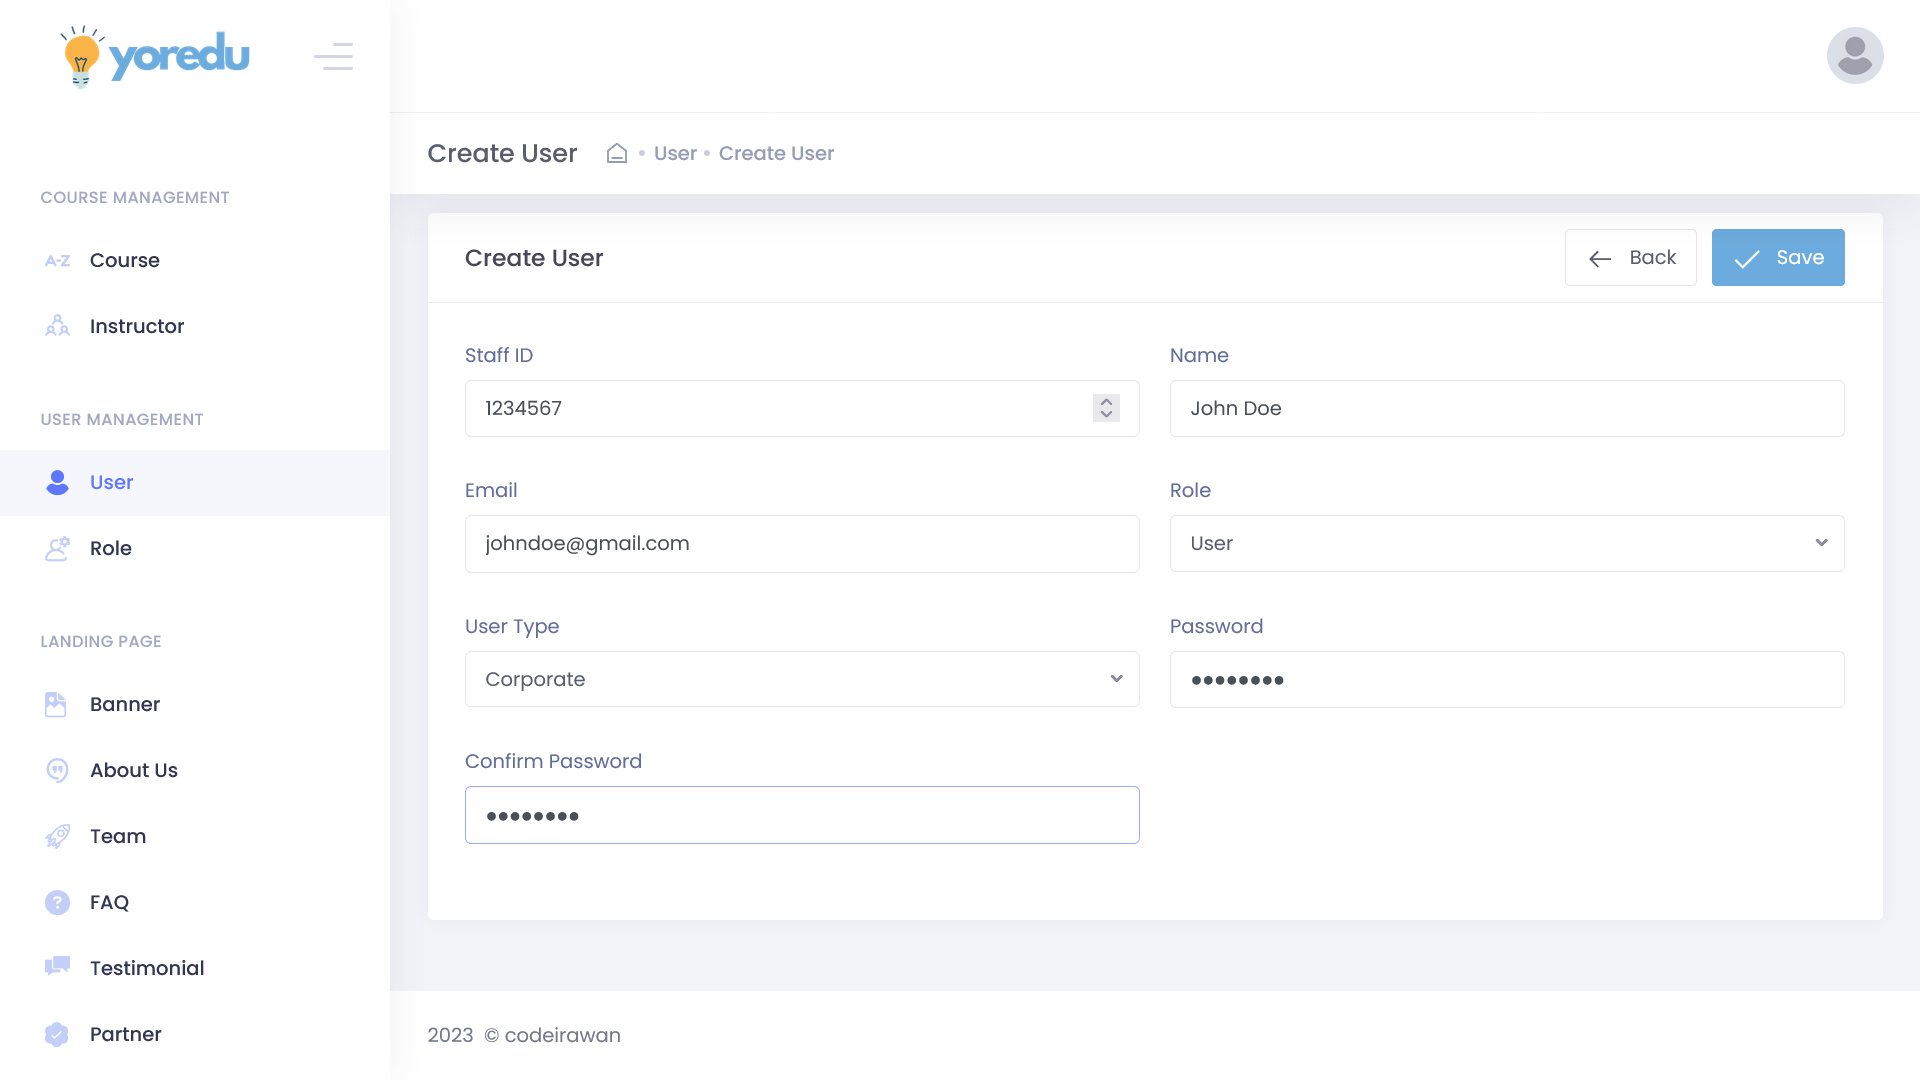 yoredu
COURSE MANAGEMENT
A-Z Course
Instructor
USER MANAGEMENT
User
Role
LANDING PAGE
Banner
About Us
Team
? FAQ
Testimonial
Partner
Create User • User • Create User
Create User
Back
Save
Staff ID
1234567
Name
John Doe
Email
johndoe@gmail.com
Role
User
User Type
Corporate
Password
••••••••
Confirm Password
••••••••
2023 © codeirawan